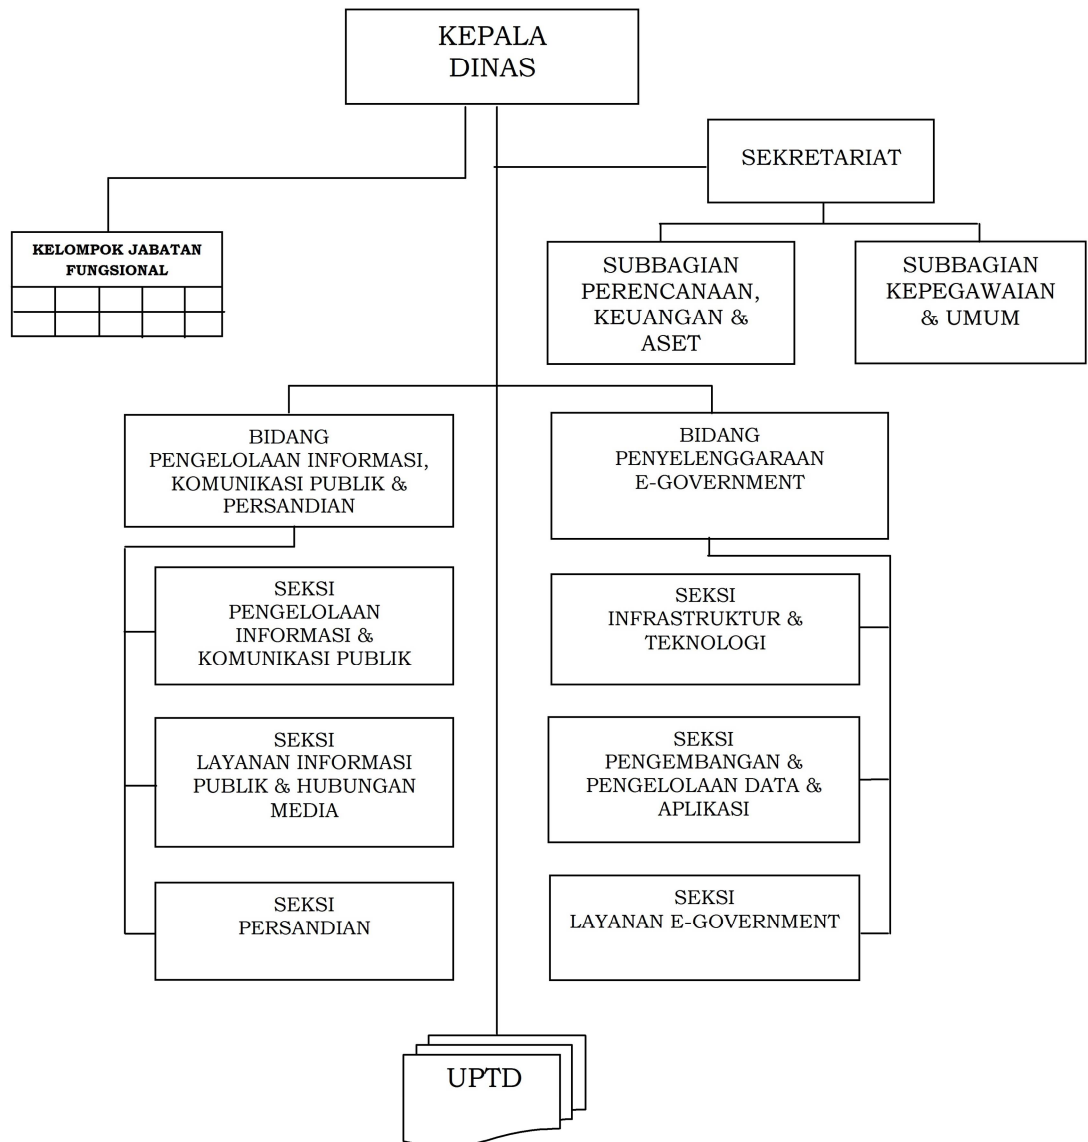 KEPALA
DINAS
SEKRETARIAT
KELOMPOK JABATAN
FUNGSIONAL
SUBBAGIAN
PERENCANAAN,
KEUANGAN &
ASET
SUBBAGIAN
KEPEGAWAIAN
& UMUM
BIDANG
PENGELOLAAN INFORMASI,
KOMUNIKASI PUBLIK &
PERSANDIAN
BIDANG
PENYELENGGARAAN
E-GOVERNMENT
SEKSI
PENGELOLAAN
INFORMASI &
KOMUNIKASI PUBLIK
SEKSI
INFRASTRUKTUR &
TEKNOLOGI
SEKSI
LAYANAN INFORMASI
PUBLIK & HUBUNGAN
MEDIA
SEKSI
PENGEMBANGAN &
PENGELOLAAN DATA &
APLIKASI
SEKSI
PERSANDIAN
SEKSI
LAYANAN E-GOVERNMENT
UPTD